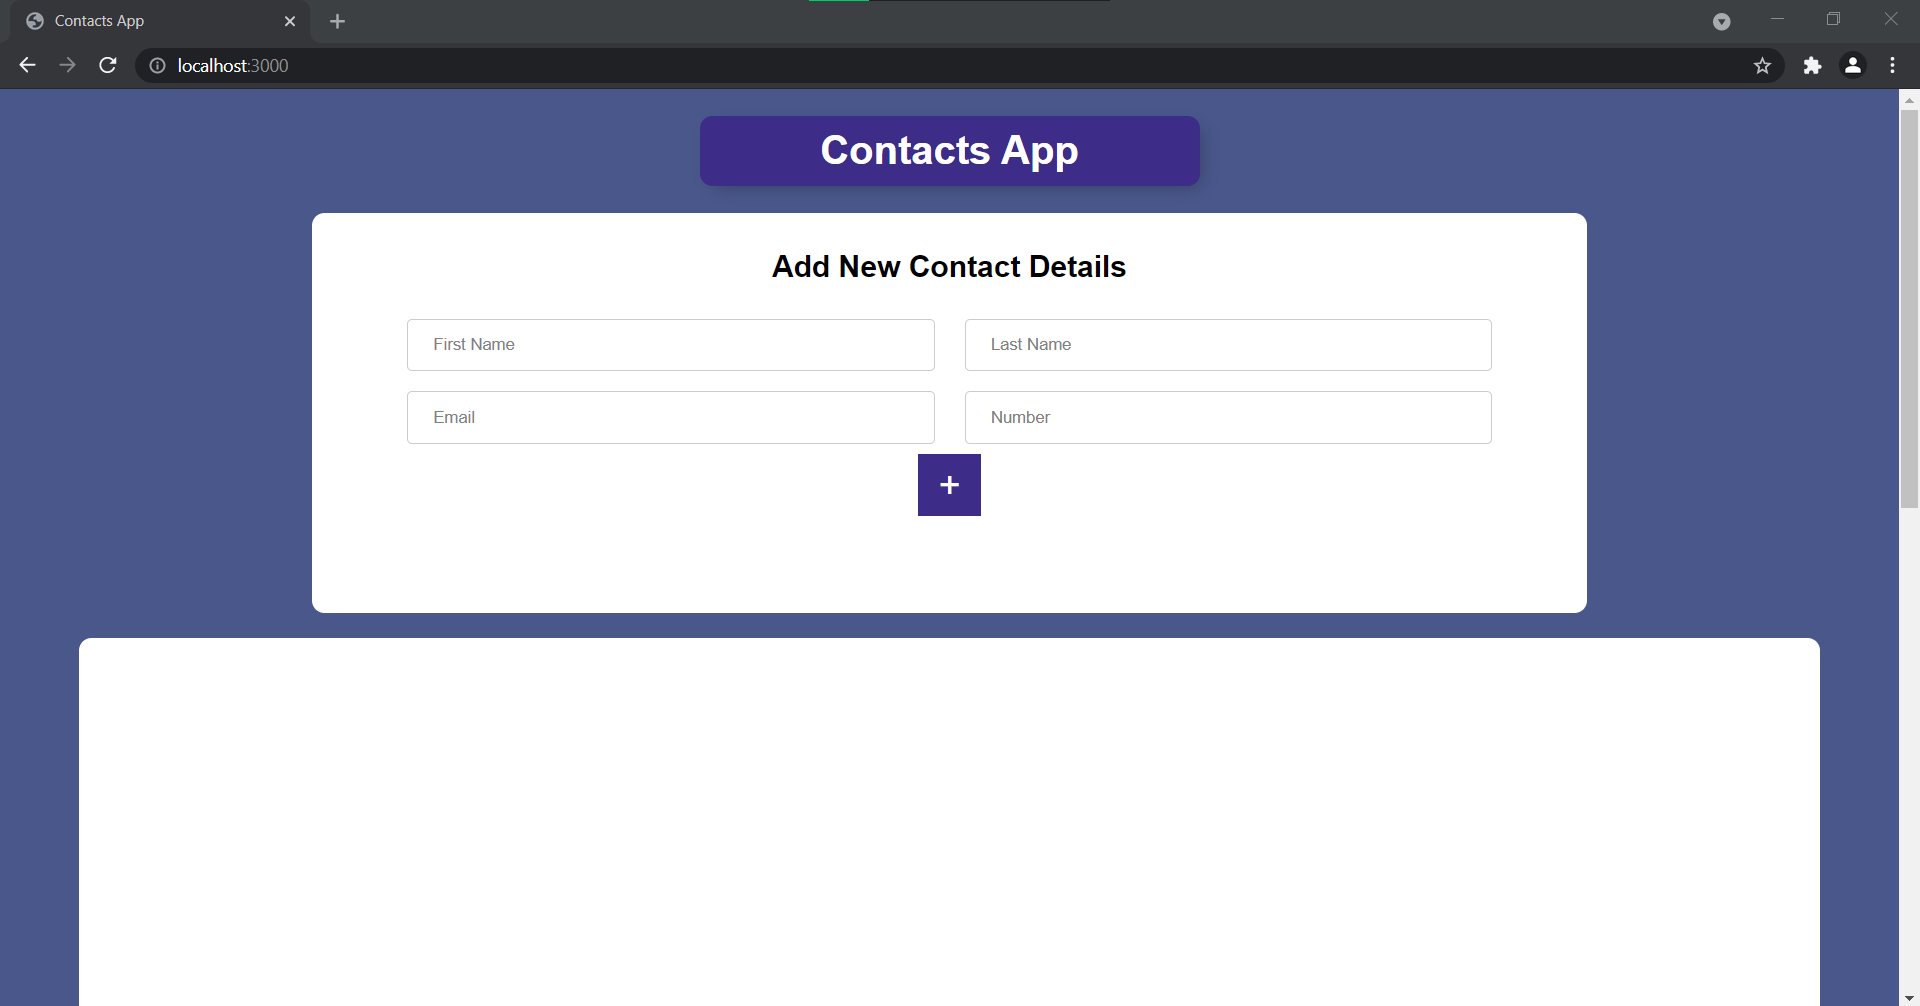 Contacts App
localhost:3000
Contacts App
Add New Contact Details
First Name
Last Name
Email
Number
+